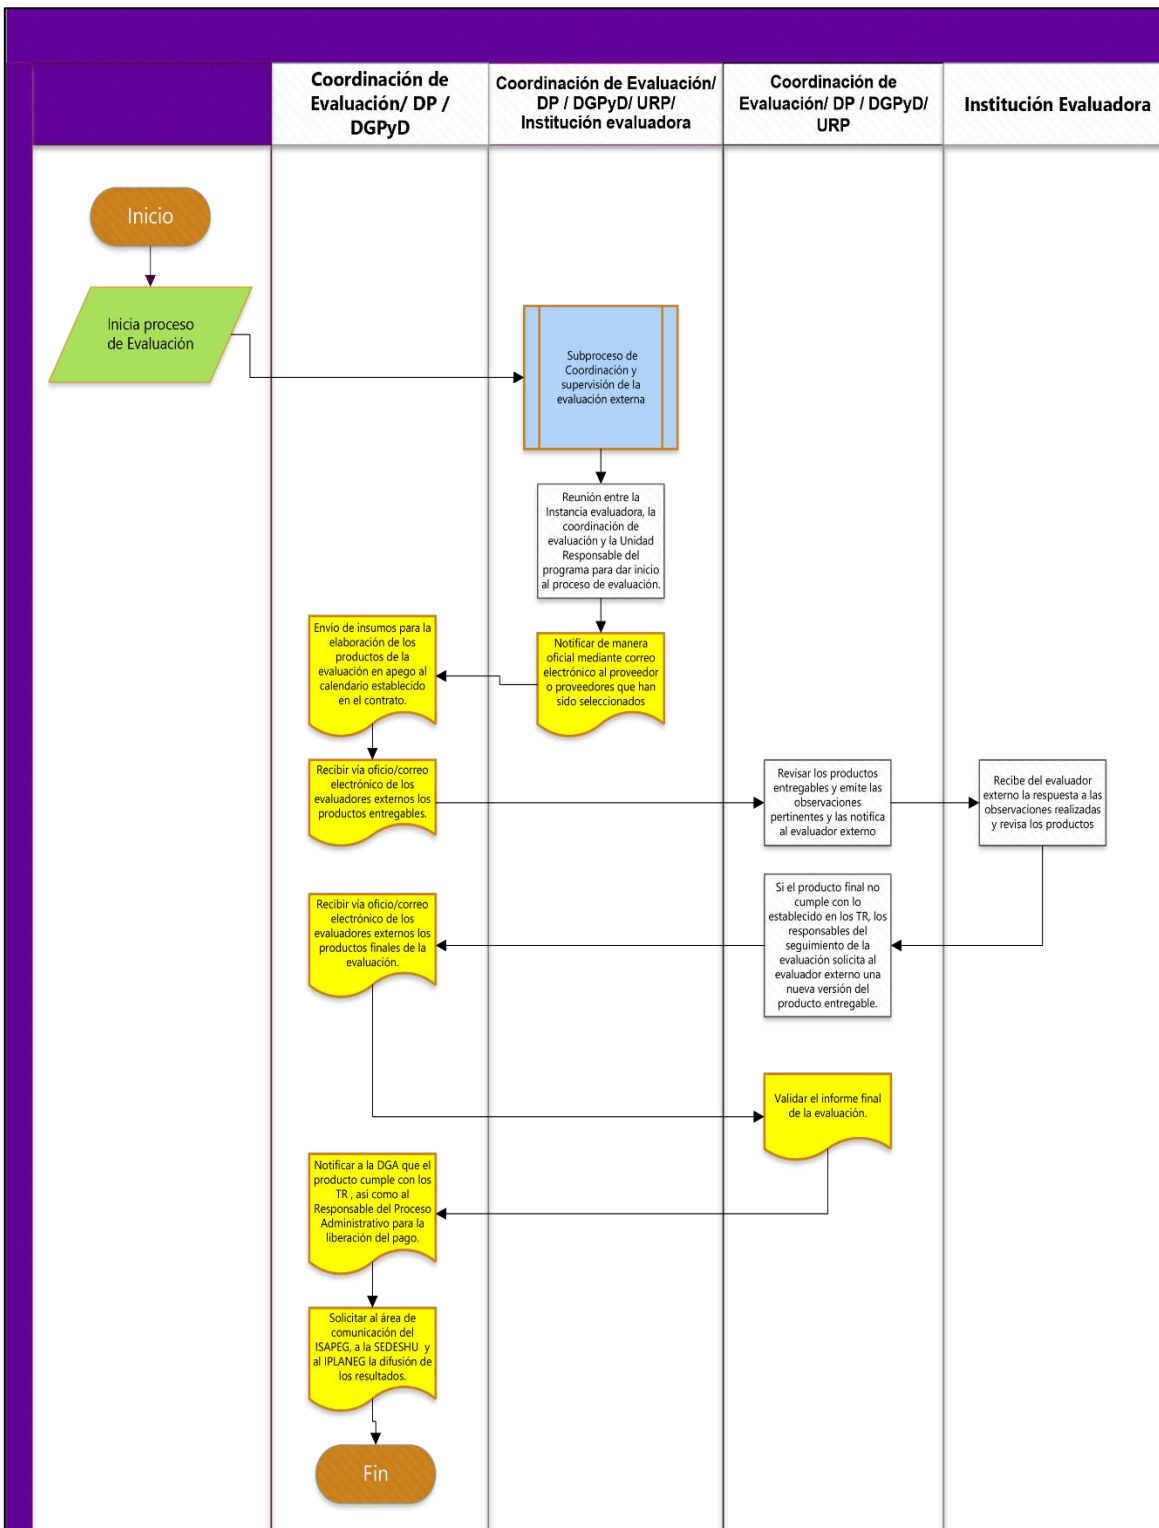 Coordinación de
Evaluación/ DP /
DGPyD
Coordinación de Evaluación/
DP / DGPyD/ URP/
Institución evaluadora
Coordinación de
Evaluación/ DP / DGPyD/
URP
Institución Evaluadora
Inicio
Inicia proceso
de Evaluación
Subproceso de
Coordinación y
supervisión de la
evaluación externa
Reunión entre la
Instancia evaluadora, la
coordinación de
evaluación y la Unidad
Responsable del
programa para dar inicio
al proceso de evaluación.
Notificar de manera
oficial mediante correo
electrónico al proveedor
o proveedores que han
sido seleccionados
Envío de insumos para la
elaboración de los
productos de la
evaluación en apego al
calendario establecido
en el contrato.
Recibir vía oficio/correo
electrónico de los
evaluadores externos los
productos entregables.
Revisar los productos
entregables y emite las
observaciones
pertinentes y las notifica
al evaluador externo
Recibe del evaluador
externo la respuesta a las
observaciones realizadas
y revisa los productos
Si el producto final no
cumple con lo
establecido en los TR, los
responsables del
seguimiento de la
evaluación solicita al
evaluador externo una
nueva versión del
producto entregable.
Recibir vía oficio/correo
electrónico de los
evaluadores externos los
productos finales de la
evaluación.
Validar el informe final
de la evaluación.
Notificar a la DGA que el
producto cumple con los
TR , asi como al
Responsable del Proceso
Administrativo para la
liberación del pago.
Solicitar al área de
comunicación del
ISAPEG, a la SEDESHU y
al IPLANEG la difusión de
los resultados.
Fin